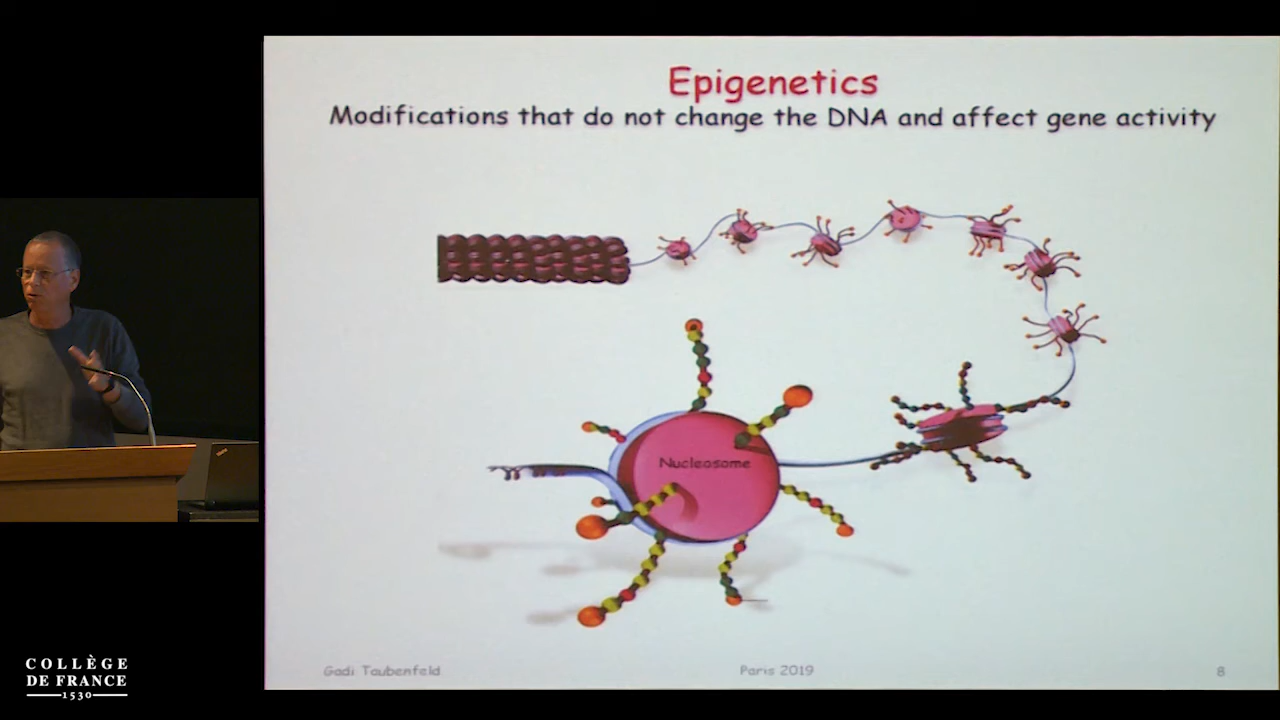 Epigenetics
Modifications that do not change the DNA and affect gene activity
Nucleosome
Gadi Taubenfeld
Paris 2019
8
COLLÈGE
DE FRANCE
1530